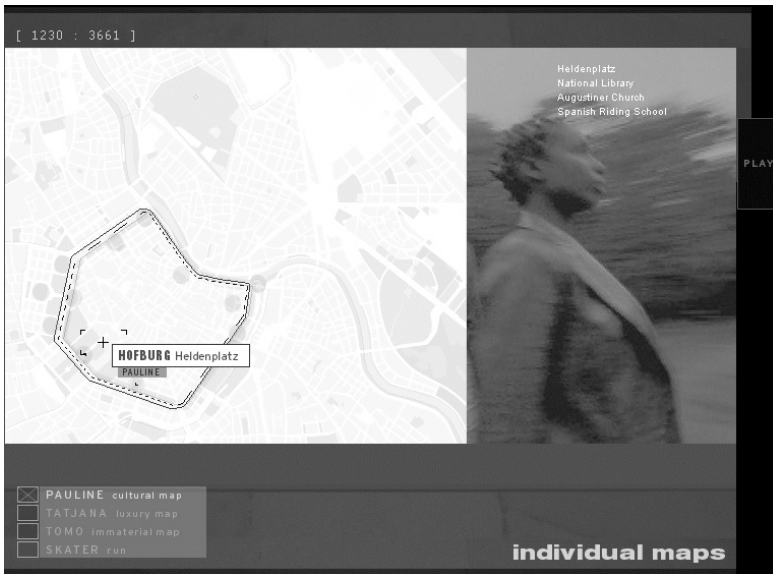 [ 1230 : 3661 ]
Heldenplatz
National Library
Augustiner Church
Spanish Riding School
PLAY
HOFBURG Heldenplatz
PAULINE
PAULINE cultural map
TATJANA luxury map
TOMO immaterial map
SKATER run
individual maps